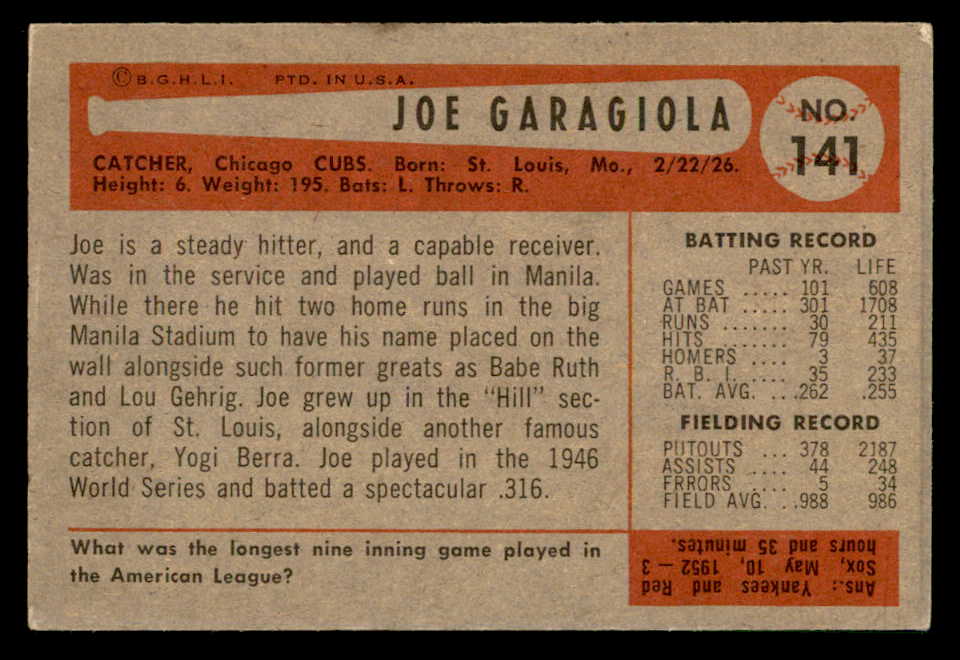 © B.G.H.L.I. PTD. IN U.S.A.
JOE GARAGIOLA
NO.
141
CATCHER, Chicago CUBS. Born: St. Louis, Mo., 2/22/26.
Height: 6. Weight: 195. Bats: L. Throws: R.
Joe is a steady hitter, and a capable receiver.
Was in the service and played ball in Manila.
While there he hit two home runs in the big
Manila Stadium to have his name placed on the
wall alongside such former greats as Babe Ruth
and Lou Gehrig. Joe grew up in the "Hill" sec-
tion of St. Louis, alongside another famous
catcher, Yogi Berra. Joe played in the 1946
World Series and batted a spectacular .316.
What was the longest nine inning game played in
the American League?
BATTING RECORD
PAST YR. LIFE
GAMES ..... 101 608
AT BAT ..... 301 1708
RUNS ....... 30 211
HITS ....... 79 435
HOMERS .... 3 37
R. B. I. .... 35 233
BAT. AVG. . .262 .255
FIELDING RECORD
PUTOUTS ... 378 2187
ASSISTS .... 44 248
ERRORS .... 5 34
FIELD AVG. . .988 986
Ans.: Yankees and Red
Sox, May 10, 1952 — 3
hours and 35 minutes.